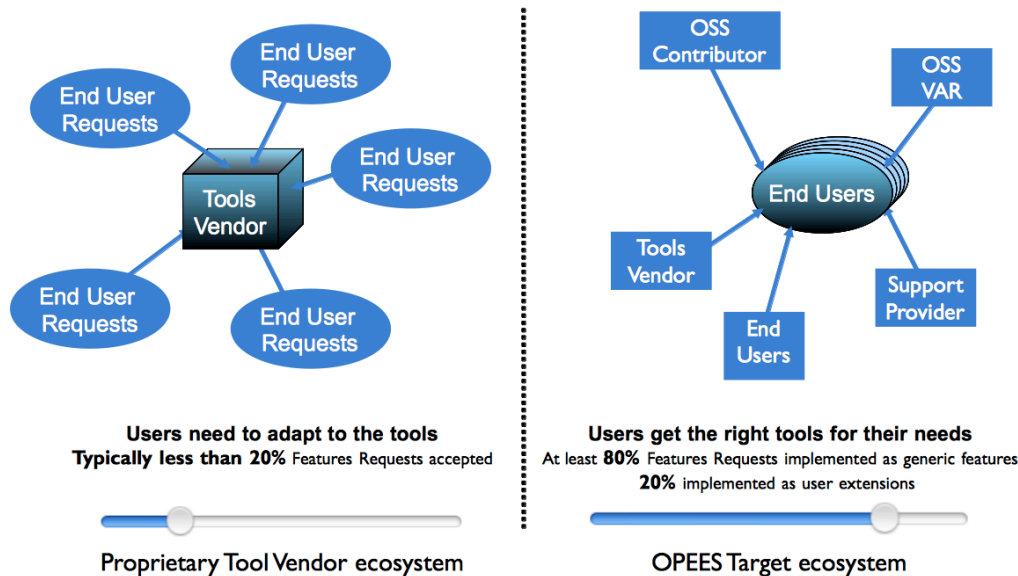 End User
Requests
End User
Requests
End User
Requests
Tools
Vendor
End User
Requests
End User
Requests
Users need to adapt to the tools
Typically less than 20% Features Requests accepted
Proprietary Tool Vendor ecosystem
OSS
Contributor
OSS
VAR
End Users
Tools
Vendor
Support
Provider
End
Users
Users get the right tools for their needs
At least 80% Features Requests implemented as generic features
20% implemented as user extensions
OPEES Target ecosystem